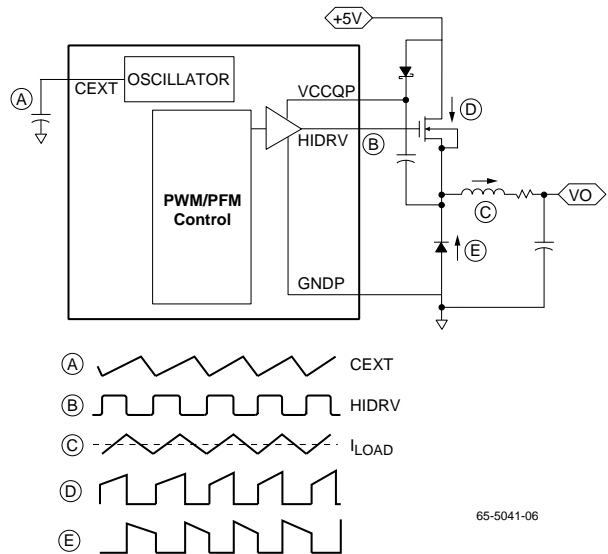 +5V
OSCILLATOR
CEXT
A
VCCQP
D
HIDRV
B
PWM/PFM
Control
C
VO
E
GNDP
A CEXT
B HIDRV
C ILOAD
D
65-5041-06
E